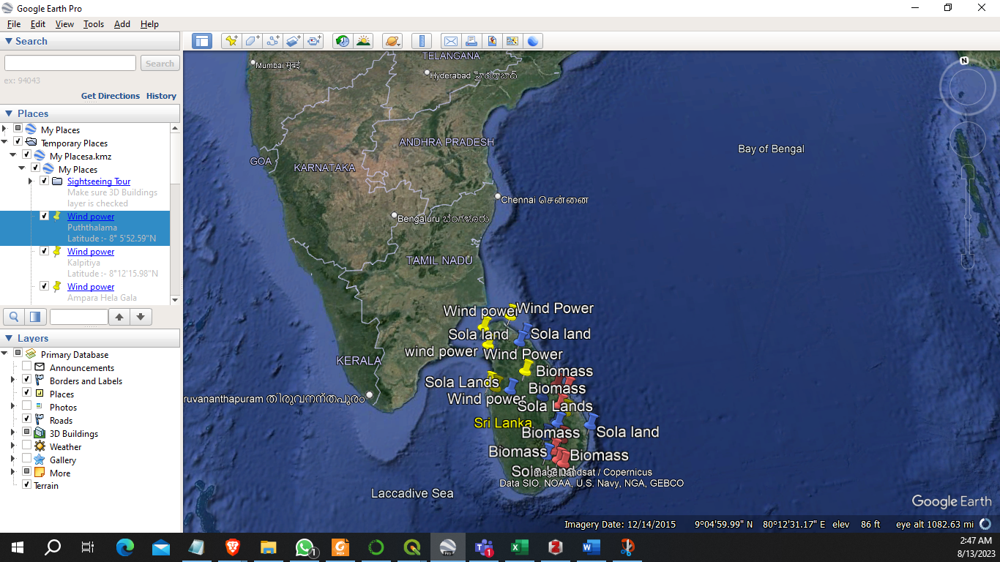 Google Earth Pro
File Edit View Tools Add Help
Search
Search
ex: 94043
Get Directions History
Places
My Places
Temporary Places
My Placesa.kmz
My Places
Sightseeing Tour
Make sure 3D Buildings
layer is checked
Wind power
Puththalama
Latitude :- 8° 5'52.59"N
Wind power
Kalpitiya
Latitude :- 8°12'15.98"N
Wind power
Ampara Hela Gala
Layers
Primary Database
Announcements
Borders and Labels
Places
Photos
Roads
3D Buildings
Weather
Gallery
More
Terrain
N
TELANGANA
Mumbai मुंबई
Hyderabad హైదరాబాద్
ANDHRA PRADESH
Bay of Bengal
GOA
KARNATAKA
Chennai சென்னை
Bengaluru ಬೆಂಗಳೂರು
TAMIL NADU
Wind power
Wind Power
Sola land
Sola land
wind power
Wind Power
KERALA
Biomass
Sola Lands
Biomass
Wind power
Sola Lands
ruvananthapuram തിരുവനന്തപുരം
Sri Lanka
Biomass
Sola land
Biomass
Biomass
Sola land
Image Landsat / Copernicus
Data SIO, NOAA, U.S. Navy, NGA, GEBCO
Laccadive Sea
Google Earth
Imagery Date: 12/14/2015 9°04'59.99" N 80°12'31.17" E elev 86 ft eye alt 1082.63 mi
1
PDF
Pro
1
2:47 AM
8/13/2023